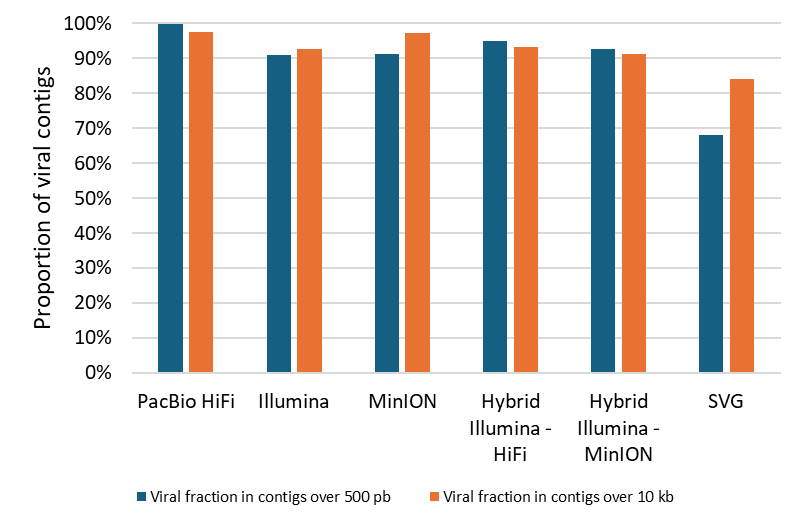 Proportion of viral contigs
100%
90%
80%
70%
60%
50%
40%
30%
20%
10%
0%
PacBio HiFi
Illumina
MinION
Hybrid
Illumina -
HiFi
Hybrid
Illumina -
MinION
SVG
Viral fraction in contigs over 500 pb
Viral fraction in contigs over 10 kb